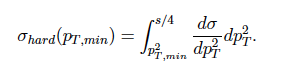 σ_hard(p_T,min) = ∫_{p²_T,min}^{s/4} dσ/dp²_T dp²_T.